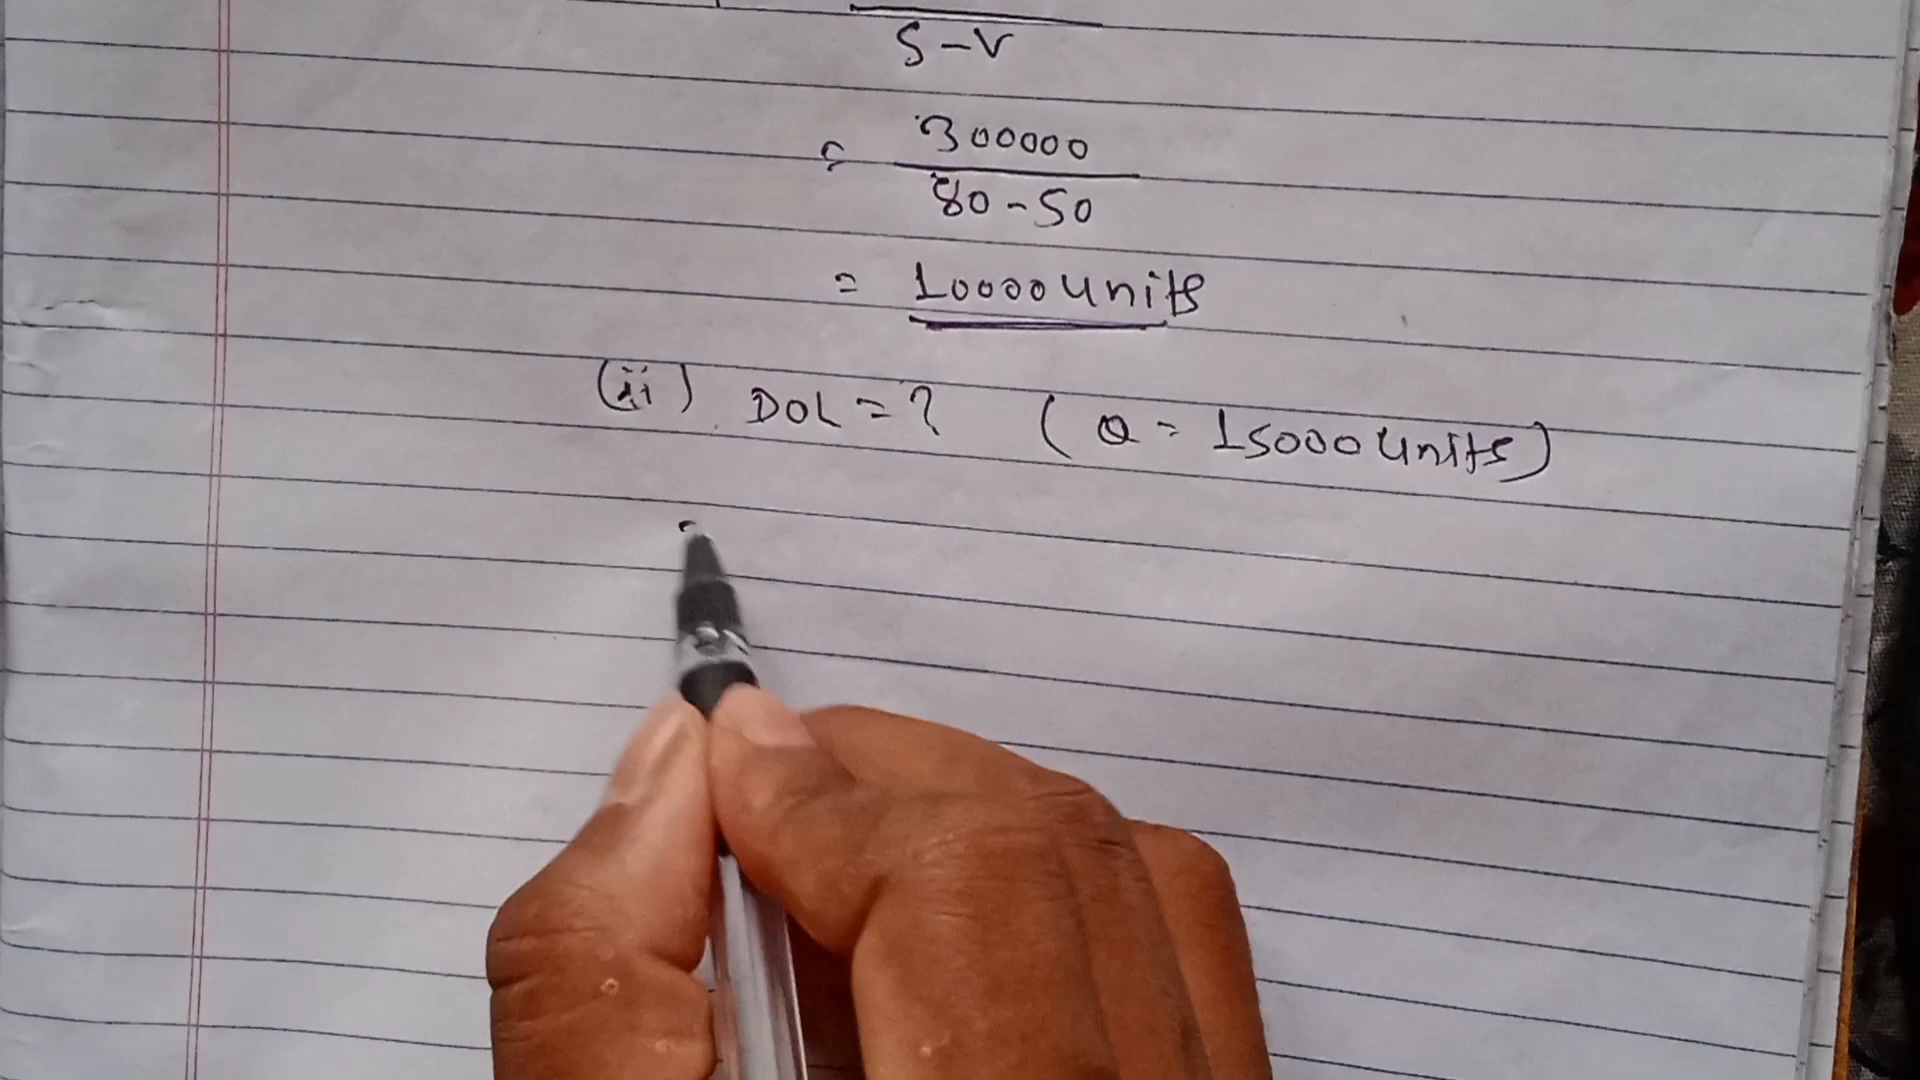 S-V
= 300000
80-50
= 10000 units
(ii) DOL = ? (Q = 15000 units)